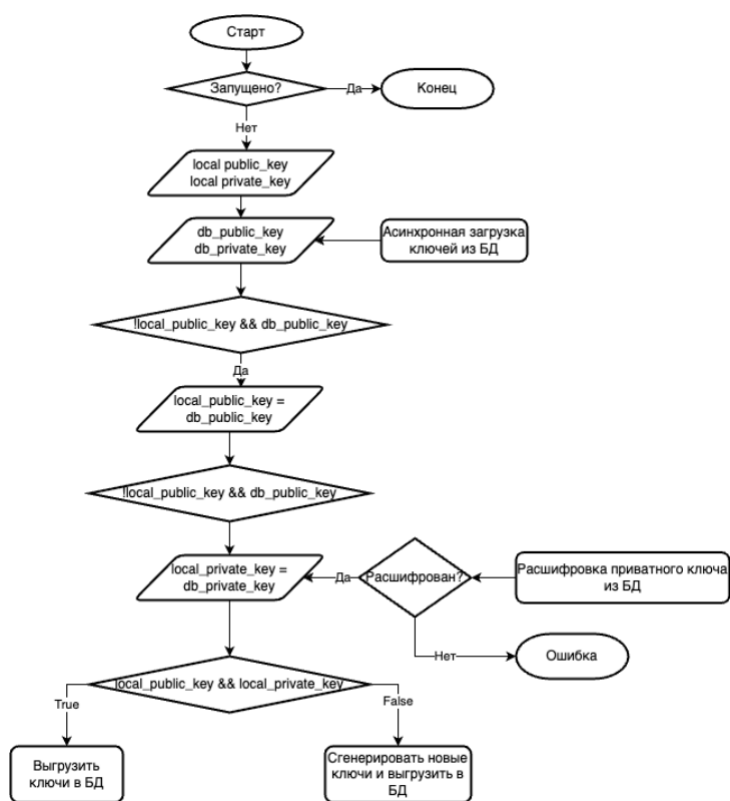 Старт
Запущено?
Да
Конец
Нет
local public_key
local private_key
db_public_key
db_private_key
Асинхронная загрузка
ключей из БД
!local_public_key && db_public_key
Да
local_public_key =
db_public_key
!local_public_key && db_public_key
local_private_key =
db_private_key
Да
Расшифрован?
Расшифровка приватного ключа
из БД
Нет
Ошибка
local_public_key && local_private_key
True
False
Выгрузить
ключи в БД
Сгенерировать новые
ключи и выгрузить в
БД